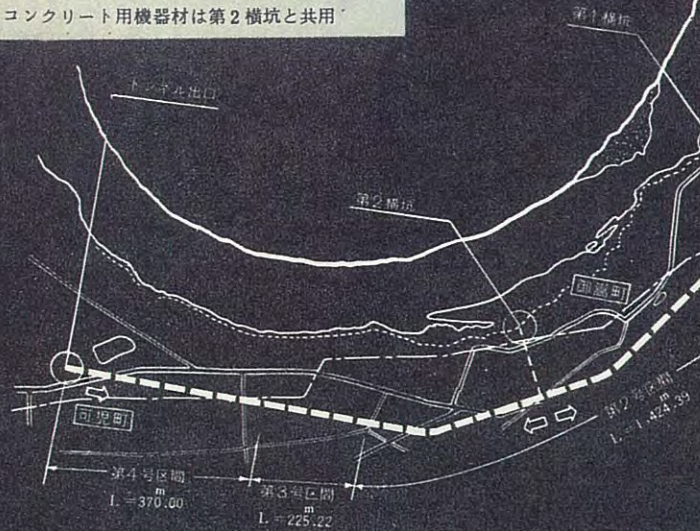 コンクリート用機器材は第2横坑と共用
第1横坑
トンネル出口
第2横坑
御嵩町
可児町
第2号区間
L = 1,424.39 m
第4号区間
L = 370.00 m
第3号区間
L = 225.22 m